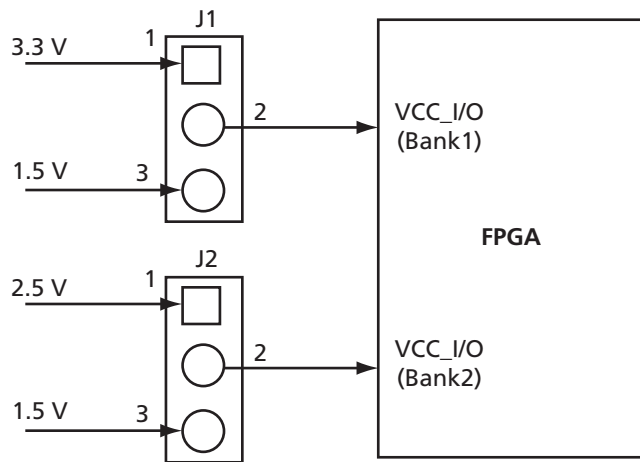 J1
3.3 V
1
2
1.5 V
3
VCC_I/O
(Bank1)
FPGA
J2
2.5 V
1
2
1.5 V
3
VCC_I/O
(Bank2)